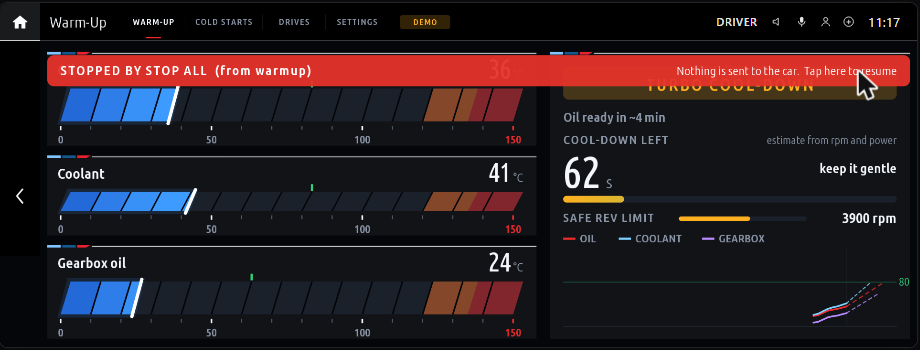 Warm-Up
WARM-UP
COLD STARTS
DRIVES
SETTINGS
DEMO
DRIVER
11:17
STOPPED BY STOP ALL (from warmup)
36
Nothing is sent to the car. Tap here to resume
TURBO COOL-DOWN
0 50 100 150
Coolant
41 °C
0 50 100 150
Gearbox oil
24 °C
0 50 100 150
Oil ready in ~4 min
COOL-DOWN LEFT
estimate from rpm and power
62 S
keep it gentle
SAFE REV LIMIT
3900 rpm
OIL COOLANT GEARBOX
80